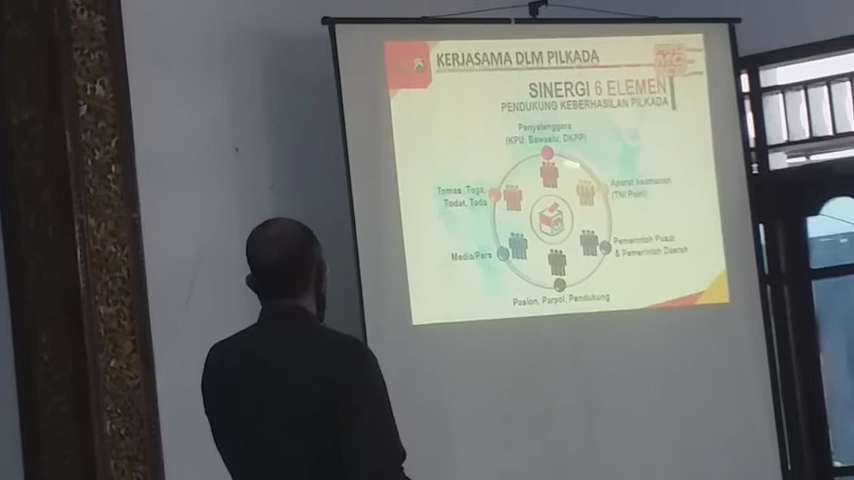 KERJASAMA DLM PILKADA
SINERGI 6 ELEMEN
PENDUKUNG KEBERHASILAN PILKADA
Penyelenggara
(KPU, Bawaslu, DKPP)
Tomas, Toga,
Todat, Toda
Aparat keamanan
(TNI Polri)
Media/Pers
Pemerintah Pusat
& Pemerintah Daerah
Paslon, Parpol, Pendukung